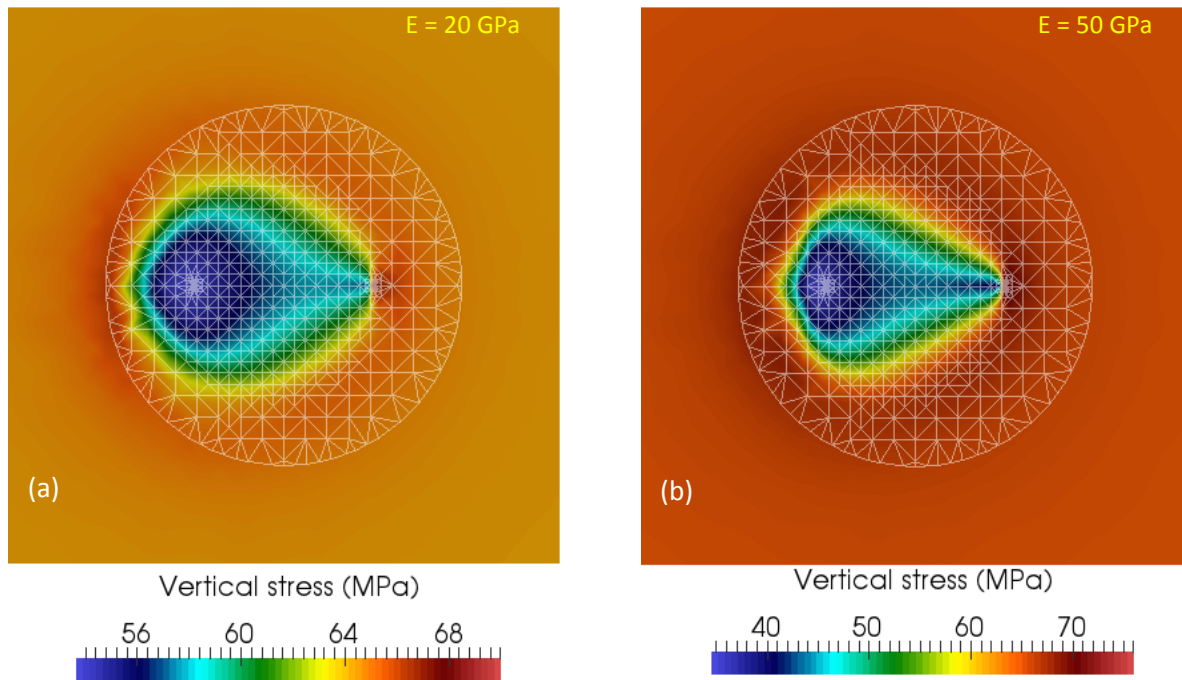 E = 20 GPa
E = 50 GPa
(a)
(b)
Vertical stress (MPa)
56 60 64 68
Vertical stress (MPa)
40 50 60 70